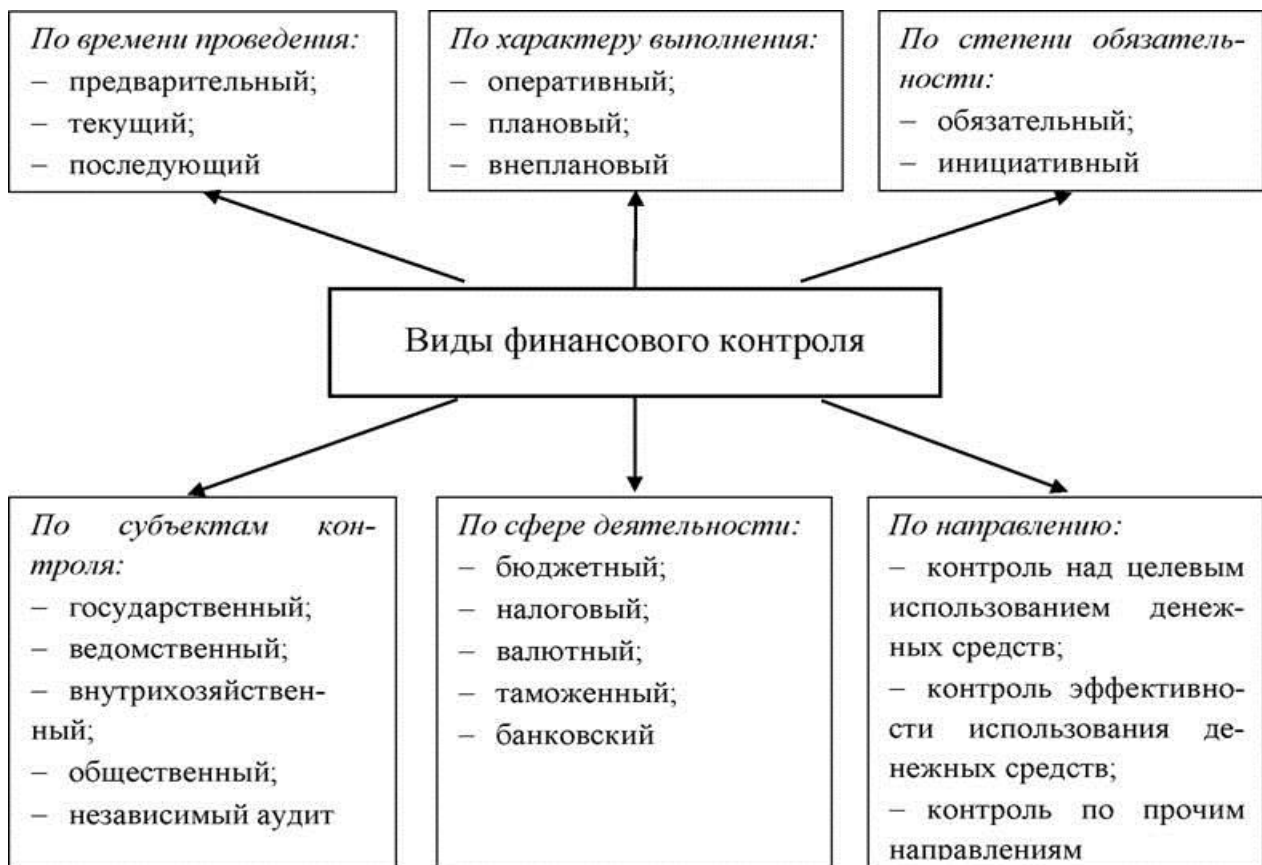 По времени проведения:
– предварительный;
– текущий;
– последующий
По характеру выполнения:
– оперативный;
– плановый;
– внеплановый
По степени обязатель-
ности:
– обязательный;
– инициативный
Виды финансового контроля
По субъектам кон-
троля:
– государственный;
– ведомственный;
– внутрихозяйствен-
ный;
– общественный;
– независимый аудит
По сфере деятельности:
– бюджетный;
– налоговый;
– валютный;
– таможенный;
– банковский
По направлению:
– контроль над целевым
использованием денеж-
ных средств;
– контроль эффективно-
сти использования де-
нежных средств;
– контроль по прочим
направлениям